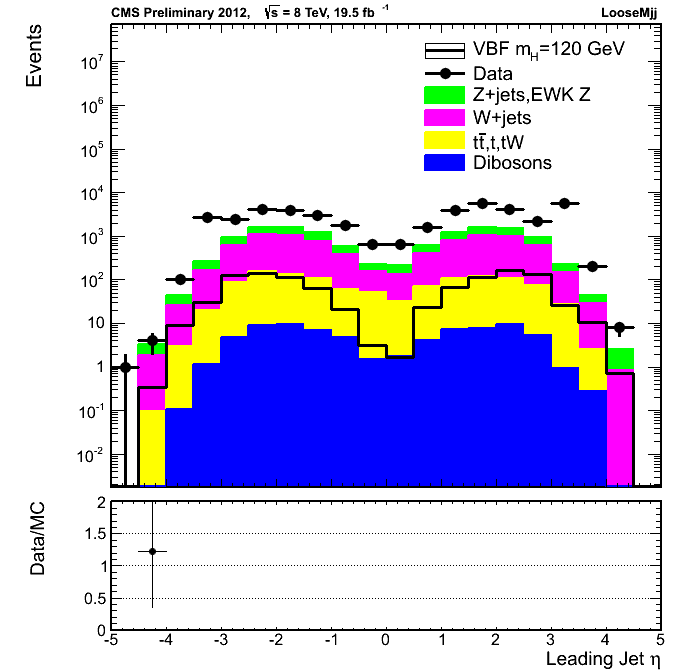 CMS Preliminary 2012, √s = 8 TeV, 19.5 fb⁻¹ LooseMjj
Events
VBF m_H=120 GeV
Data
Z+jets,EWK Z
W+jets
tt̅,t,tW
Dibosons
10⁷
10⁶
10⁵
10⁴
10³
10²
10
1
10⁻¹
10⁻²
Data/MC
2
1.5
1
0.5
0
-5 -4 -3 -2 -1 0 1 2 3 4 5
Leading Jet η